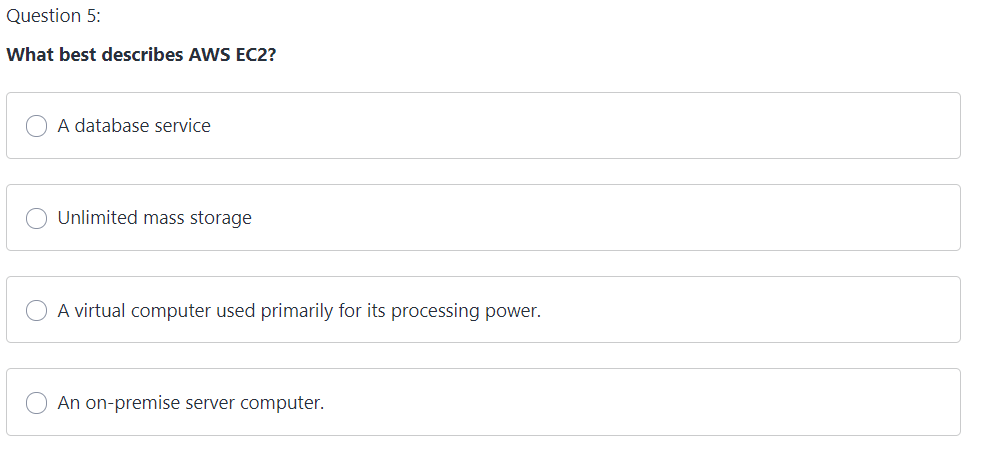 Question 5:
What best describes AWS EC2?
A database service
Unlimited mass storage
A virtual computer used primarily for its processing power.
An on-premise server computer.